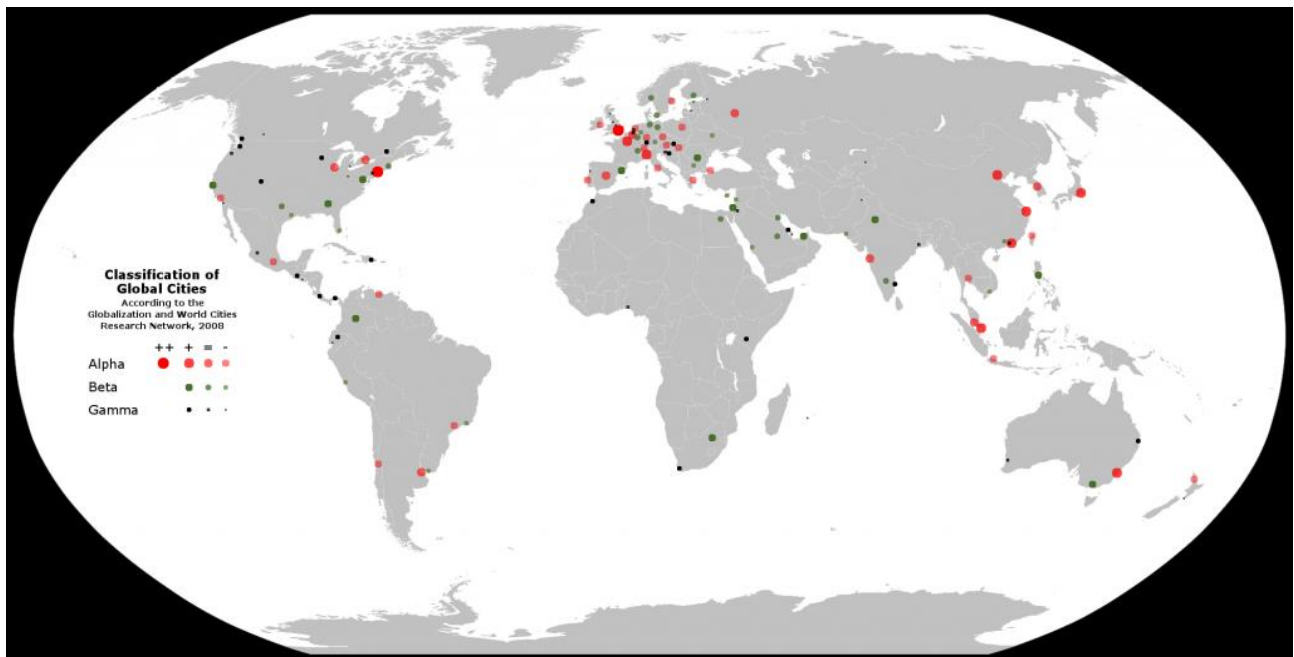 Classification of
Global Cities
According to the
Globalization and World Cities
Research Network, 2008
++ + = -
Alpha
Beta
Gamma